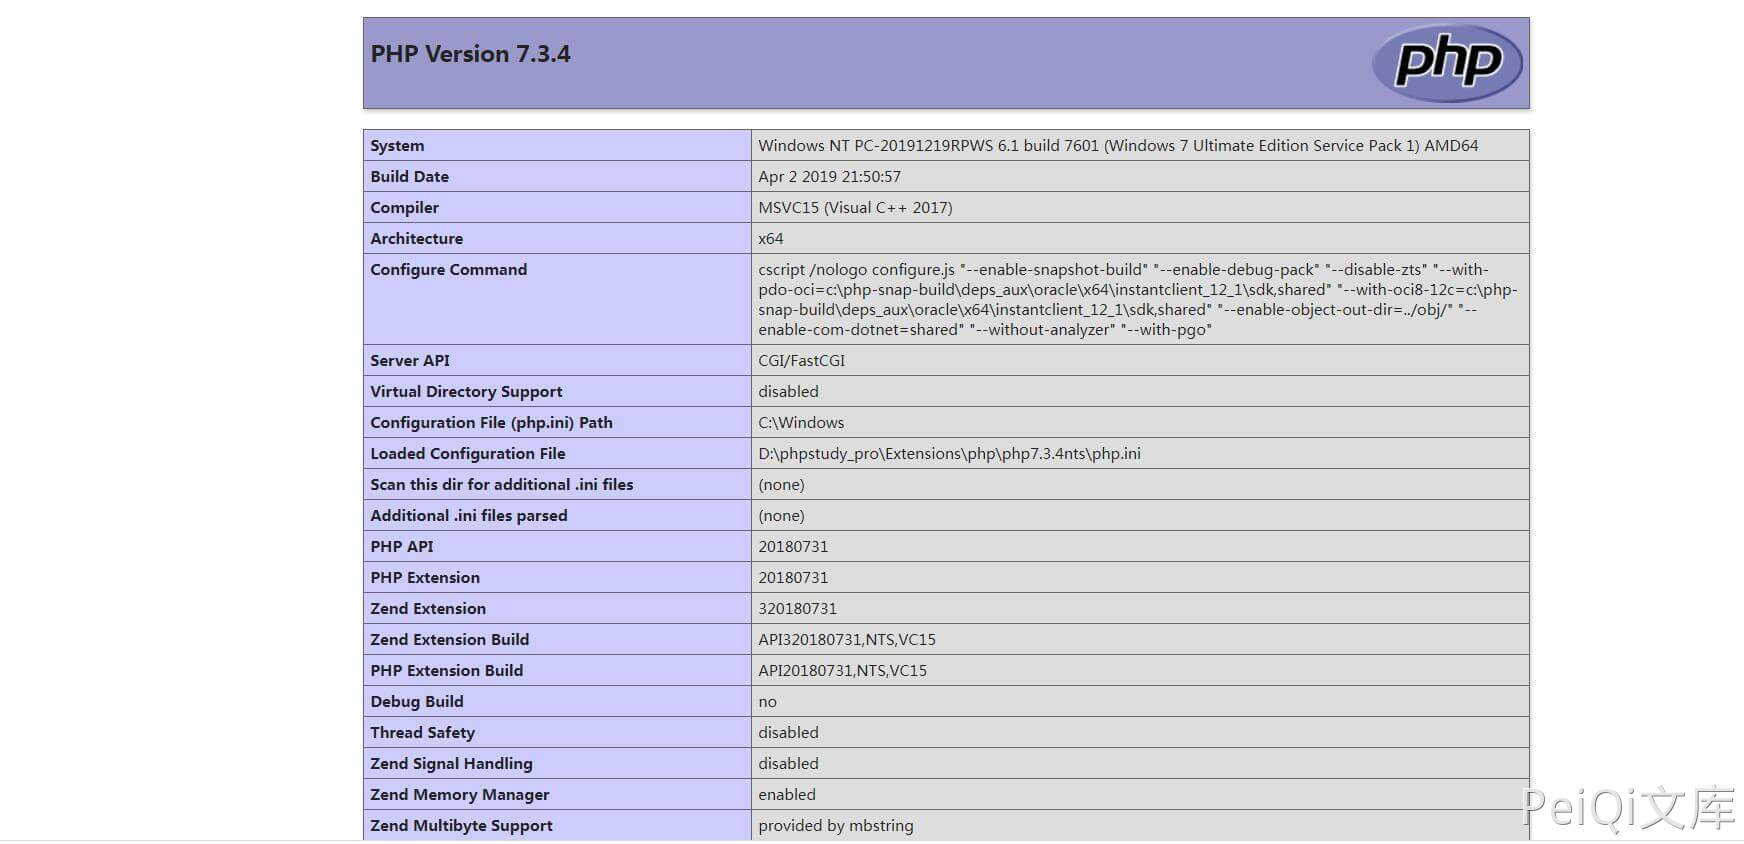 PHP Version 7.3.4
php
System Windows NT PC-20191219RPWS 6.1 build 7601 (Windows 7 Ultimate Edition Service Pack 1) AMD64
Build Date Apr 2 2019 21:50:57
Compiler MSVC15 (Visual C++ 2017)
Architecture x64
Configure Command cscript /nologo configure.js "--enable-snapshot-build" "--enable-debug-pack" "--disable-zts" "--with-
pdo-oci=c:\php-snap-build\deps_aux\oracle\x64\instantclient_12_1\sdk,shared" "--with-oci8-12c=c:\php-
snap-build\deps_aux\oracle\x64\instantclient_12_1\sdk,shared" "--enable-object-out-dir=../obj/" "--
enable-com-dotnet=shared" "--without-analyzer" "--with-pgo"
Server API CGI/FastCGI
Virtual Directory Support disabled
Configuration File (php.ini) Path C:\Windows
Loaded Configuration File D:\phpstudy_pro\Extensions\php\php7.3.4nts\php.ini
Scan this dir for additional .ini files (none)
Additional .ini files parsed (none)
PHP API 20180731
PHP Extension 20180731
Zend Extension 320180731
Zend Extension Build API320180731,NTS,VC15
PHP Extension Build API20180731,NTS,VC15
Debug Build no
Thread Safety disabled
Zend Signal Handling disabled
Zend Memory Manager enabled
Zend Multibyte Support provided by mbstring
PeiQi文库